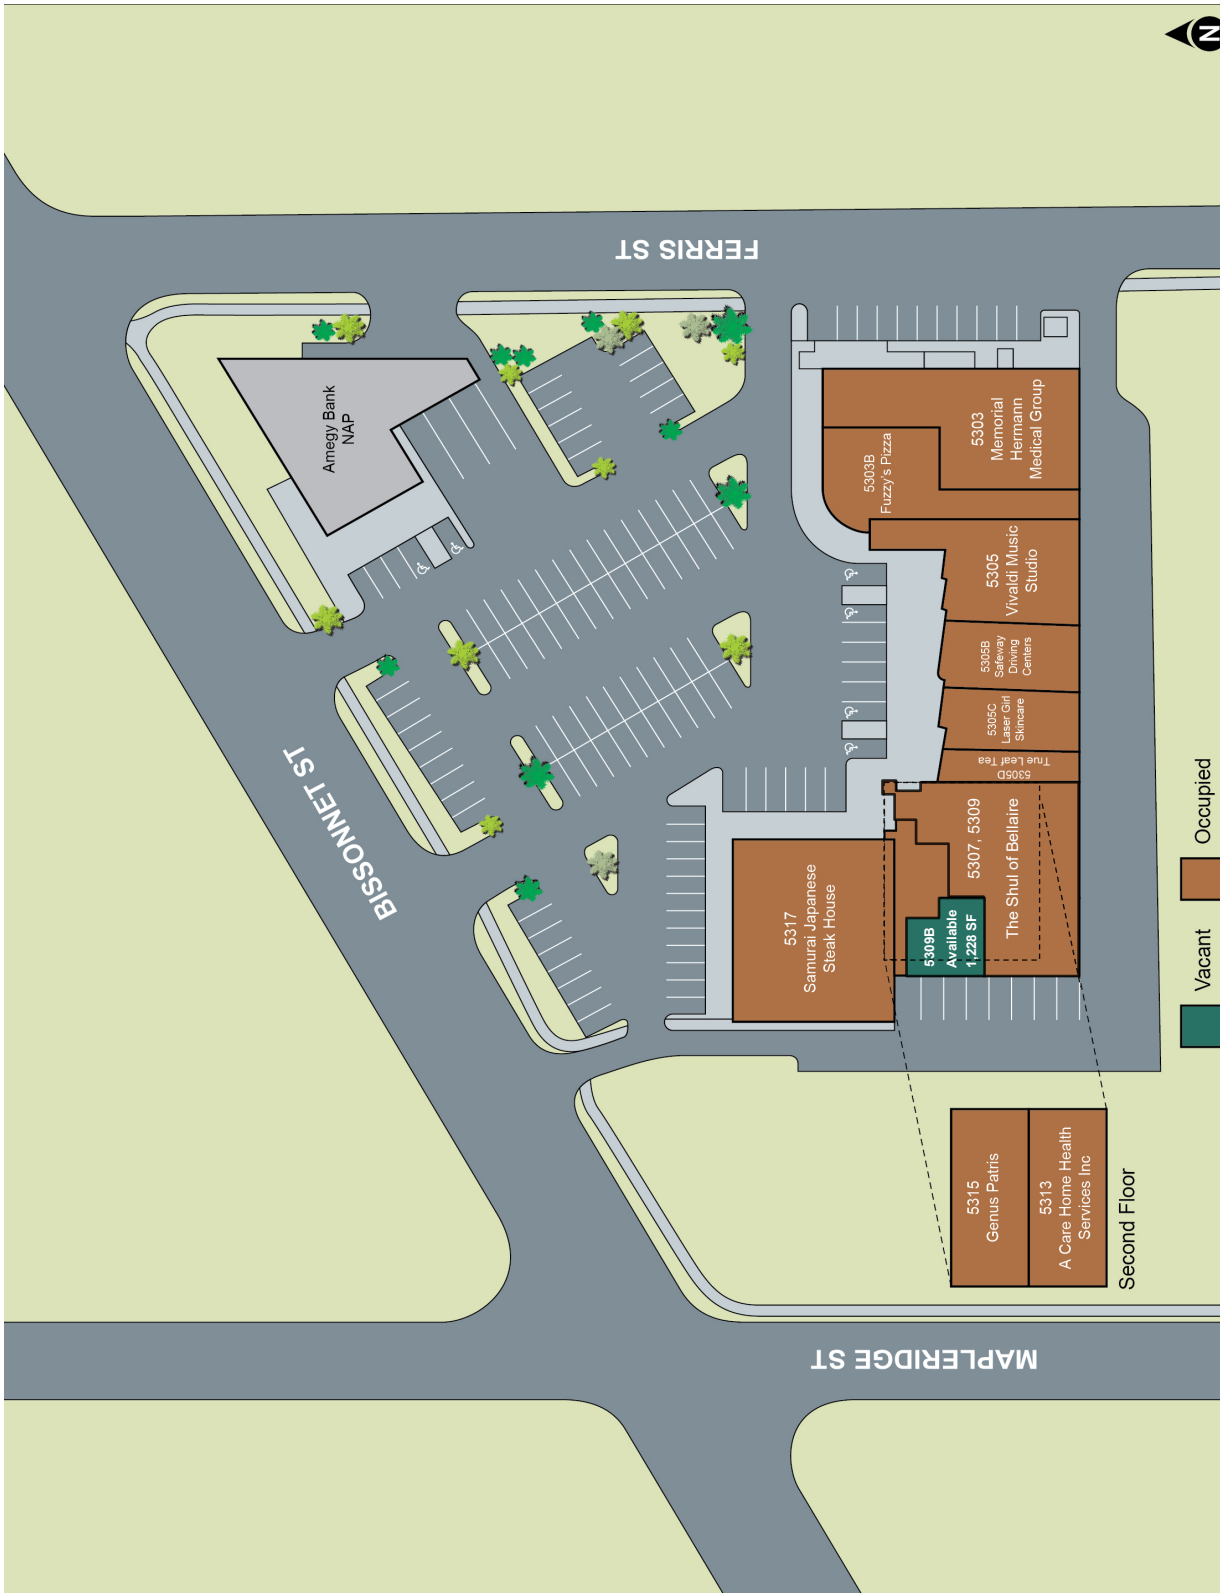 N
FERRIS ST
Amegy Bank
NAP
BISSONNET ST
5303
Memorial
Hermann
Medical Group
5303B
Fuzzy's Pizza
5305
Vivaldi Music
Studio
5305B
Safeway
Driving
Centers
5305C
Laser Girl
Skincare
5305D
True Leaf Tea
5307, 5309
The Shul of Bellaire
5309B
Available
1,228 SF
5317
Samurai Japanese
Steak House
5315
Genus Patris
5313
A Care Home Health
Services Inc
Second Floor
MAPLERIDGE ST
Vacant
Occupied